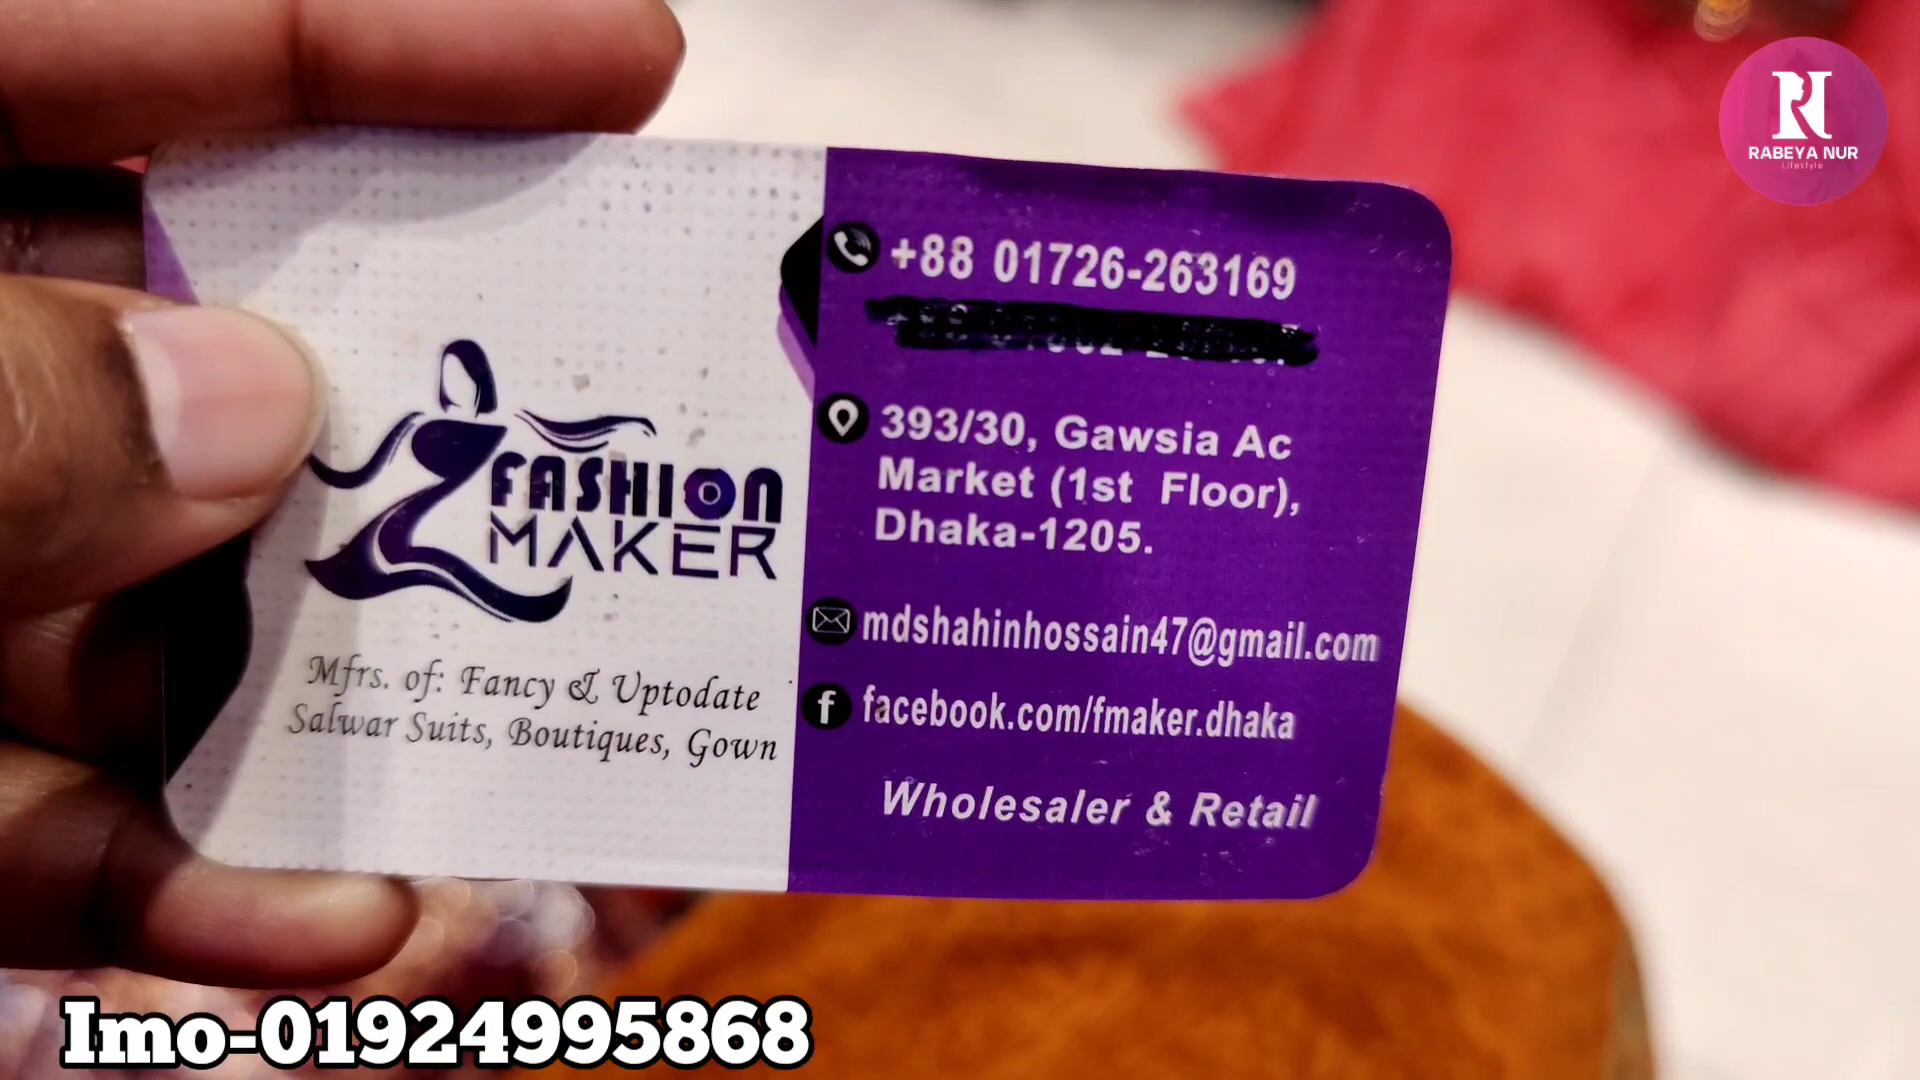 RABEYA NUR
Lifestyle
+88 01726-263169
393/30, Gawsia Ac
Market (1st Floor),
Dhaka-1205.
mdshahinhossain47@gmail.com
facebook.com/fmaker.dhaka
Wholesaler & Retail
FASHION
MAKER
Mfrs. of: Fancy & Uptodate
Salwar Suits, Boutiques, Gown
Imo-01924995868